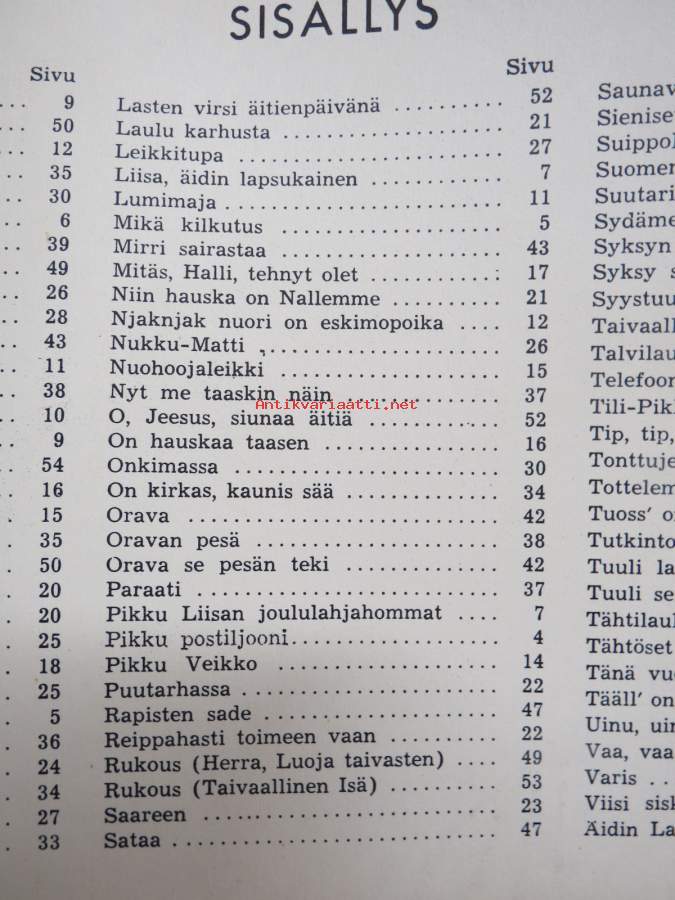 SISÄLLYS
Sivu
9
50
12
35
30
6
39
49
26
28
43
11
38
10
9
54
16
15
35
50
20
20
25
18
25
5
36
24
34
27
33
Sivu
Lasten virsi äitienpäivänä .......... 52
Laulu karhusta .................... 21
Leikkitupa ........................ 27
Liisa, äidin lapsukainen ............ 7
Lumimaja ......................... 11
Mikä kilkutus .................... 5
Mirri sairastaa .................... 43
Mitäs, Halli, tehnyt olet ............ 17
Niin hauska on Nallemme .......... 21
Njaknjak nuori on eskimopoika .... 12
Nukku-Matti ..................... 26
Nuohoojaleikki ................... 15
Nyt me taaskin näin .............. 37
O, Jeesus, siunaa äitiä ............ 52
On hauskaa taasen ................ 16
Onkimassa ....................... 30
On kirkas, kaunis sää .............. 34
Orava ............................ 42
Oravan pesä ...................... 38
Orava se pesän teki ................ 42
Paraati ........................... 37
Pikku Liisan joululahjahommat .... 7
Pikku postiljooni .................. 4
Pikku Veikko .................... 14
Puutarhassa ....................... 22
Rapisten sade ..................... 47
Reippahasti toimeen vaan .......... 22
Rukous (Herra, Luoja taivasten) .... 49
Rukous (Taivaallinen Isä) .......... 53
Saareen .......................... 23
Sataa ............................. 47
Antikvariaatti.net
Saunav
Sienise
Suippol
Suomen
Suutari
Sydäme
Syksyn
Syksy s
Syystuu
Taivaall
Talvilau
Telefoon
Tili-Pikl
Tip, tip,
Tonttuje
Tottelem
Tuoss' o
Tutkinto
Tuuli la
Tuuli se
Tähtilaul
Tähtöset
Tänä vuo
Tääll' on
Uinu, uin
Vaa, vaa
Varis ..
Viisi sisk
Äidin La